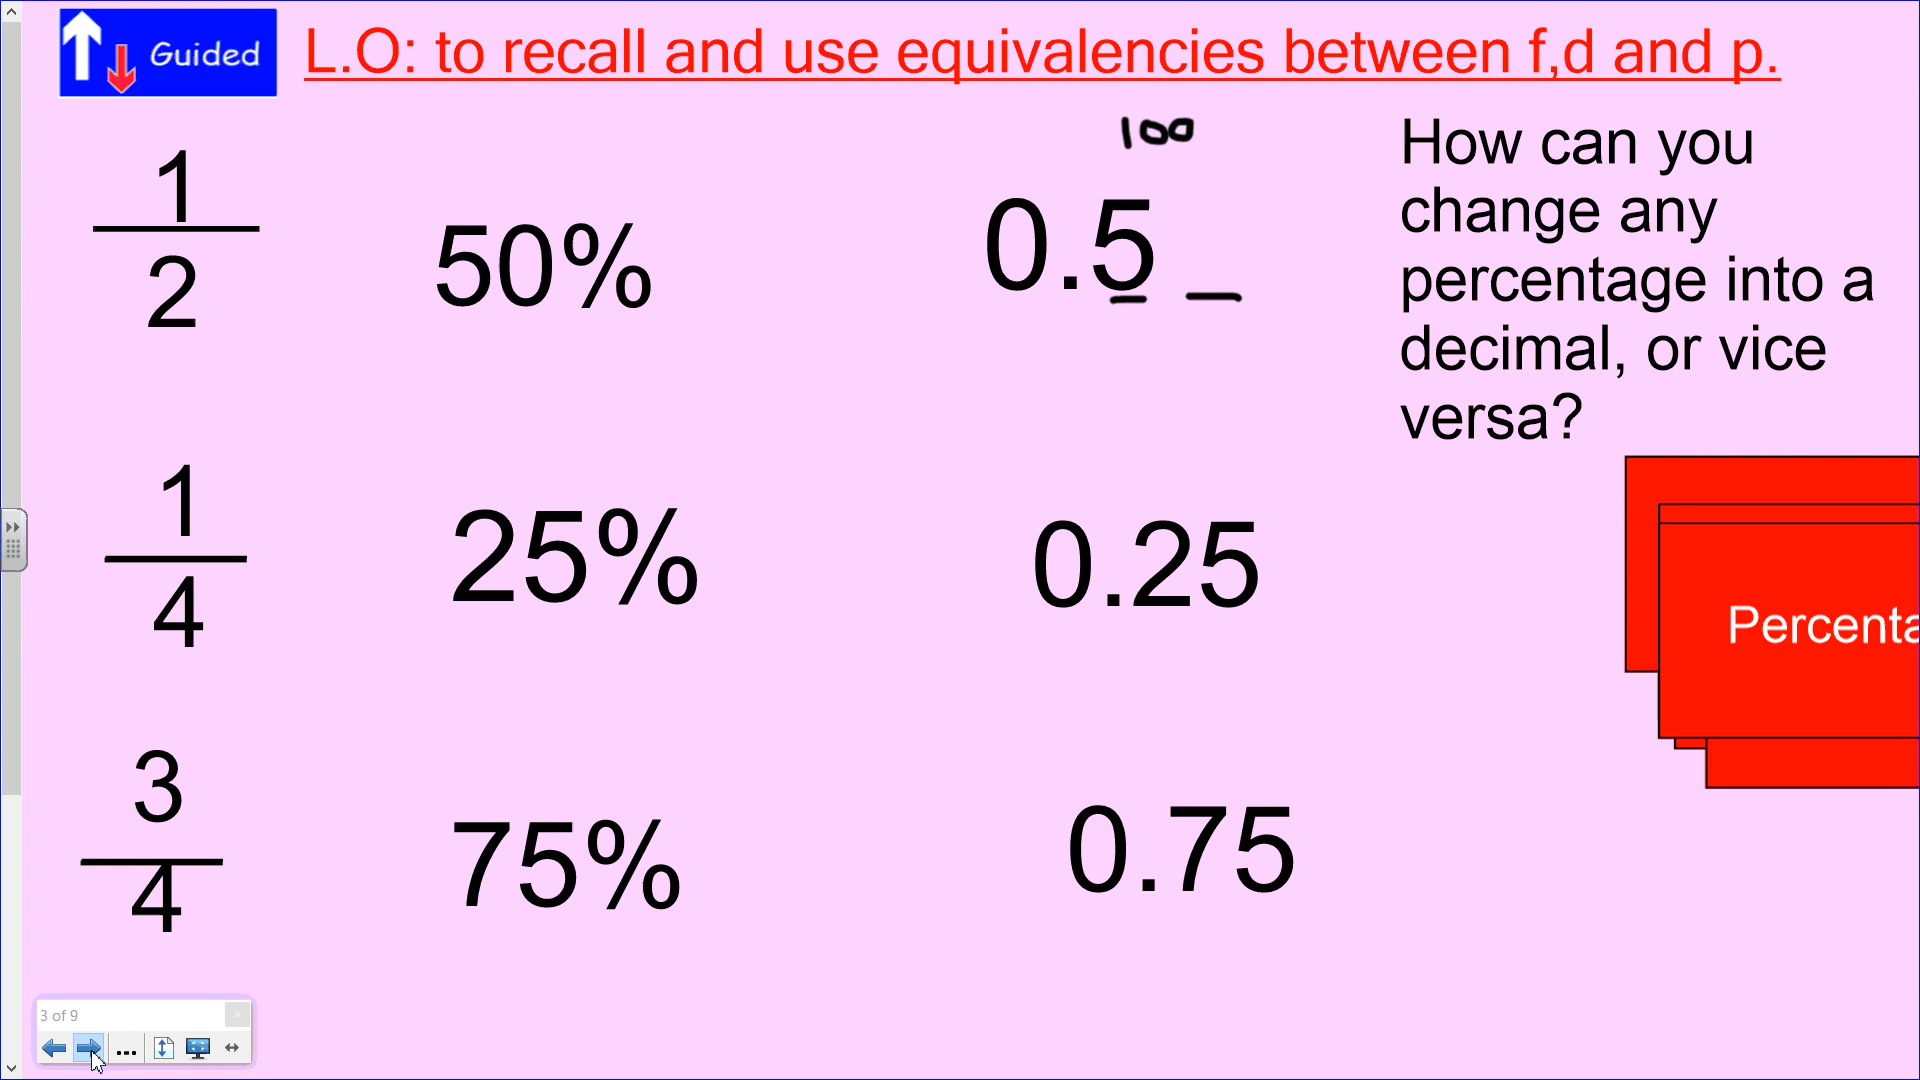 Guided
L.O: to recall and use equivalencies between f,d and p.
1
2
50%
100
0.5
How can you
change any
percentage into a
decimal, or vice
versa?
1
4
25%
0.25
Percenta
3
4
75%
0.75
3 of 9